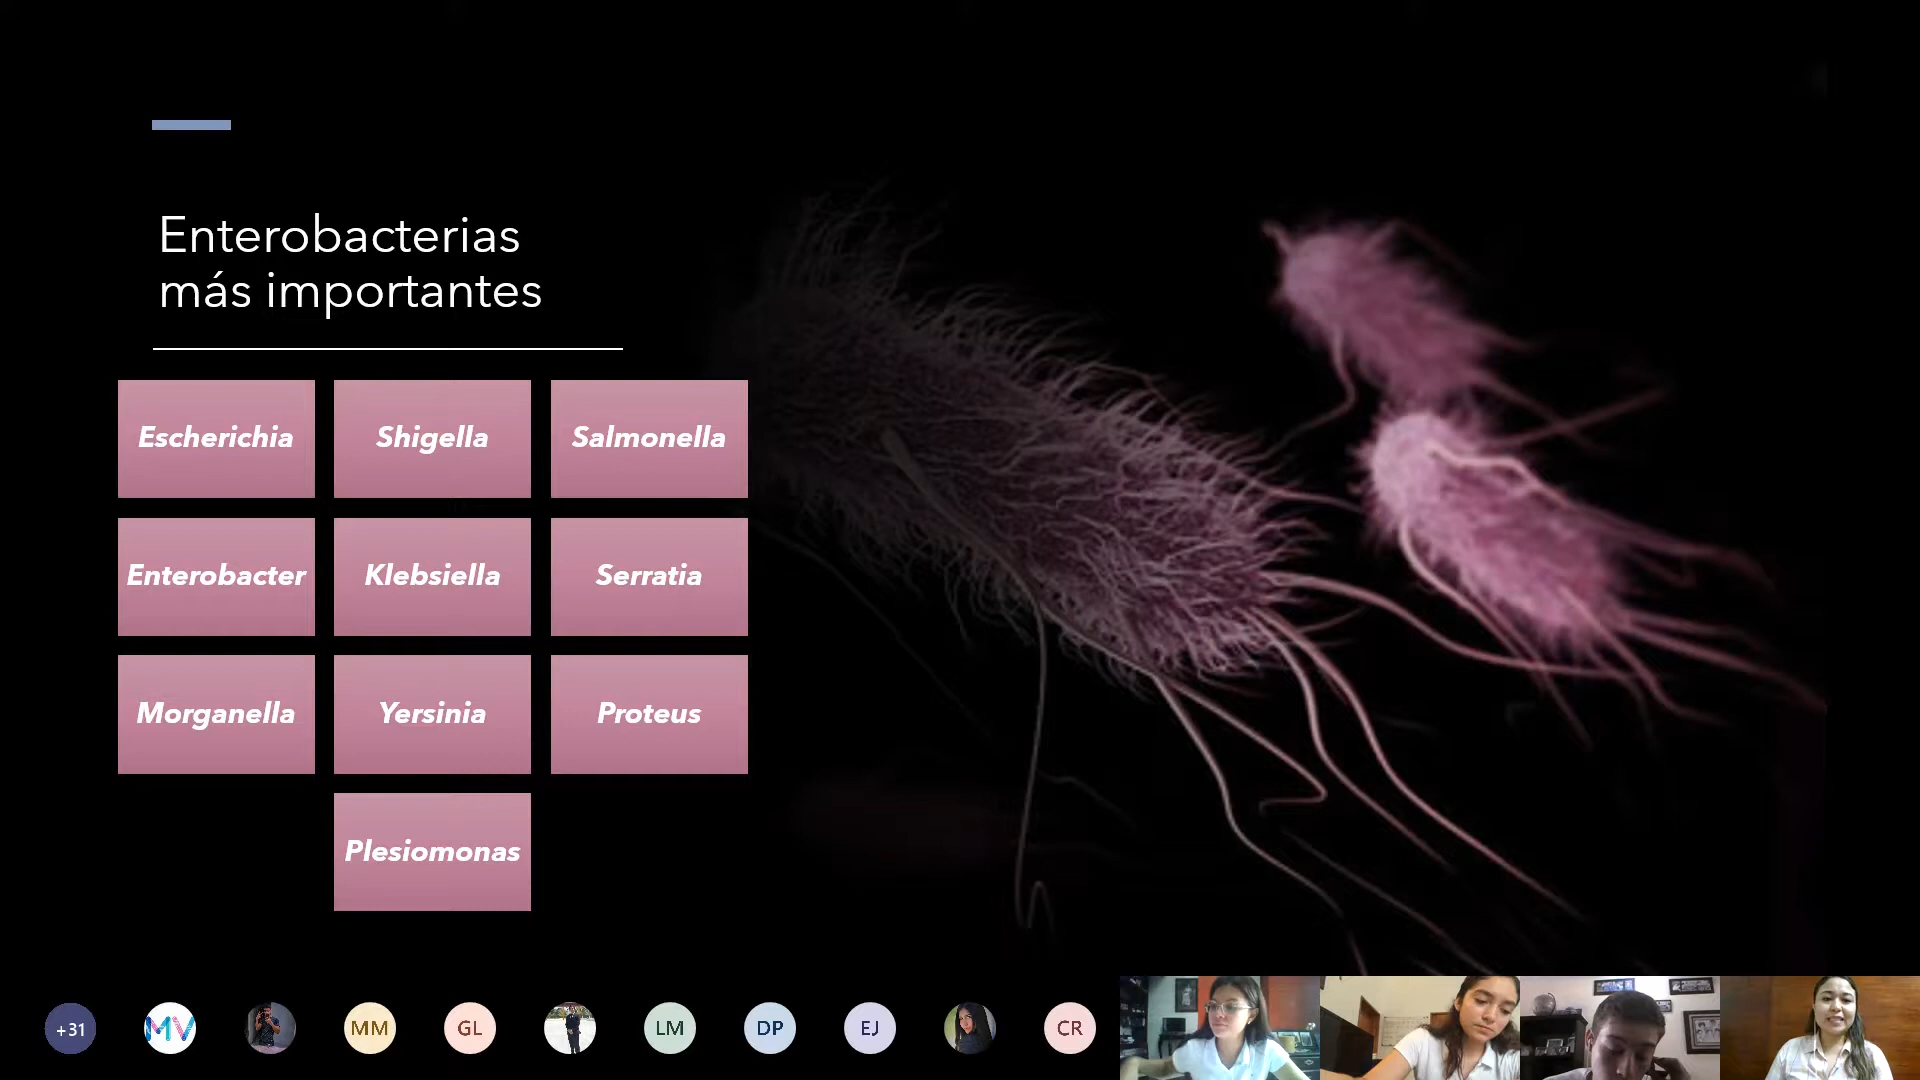 Enterobacterias
más importantes
Escherichia
Shigella
Salmonella
Enterobacter
Klebsiella
Serratia
Morganella
Yersinia
Proteus
Plesiomonas
+31
MV
MM
GL
LM
DP
EJ
CR